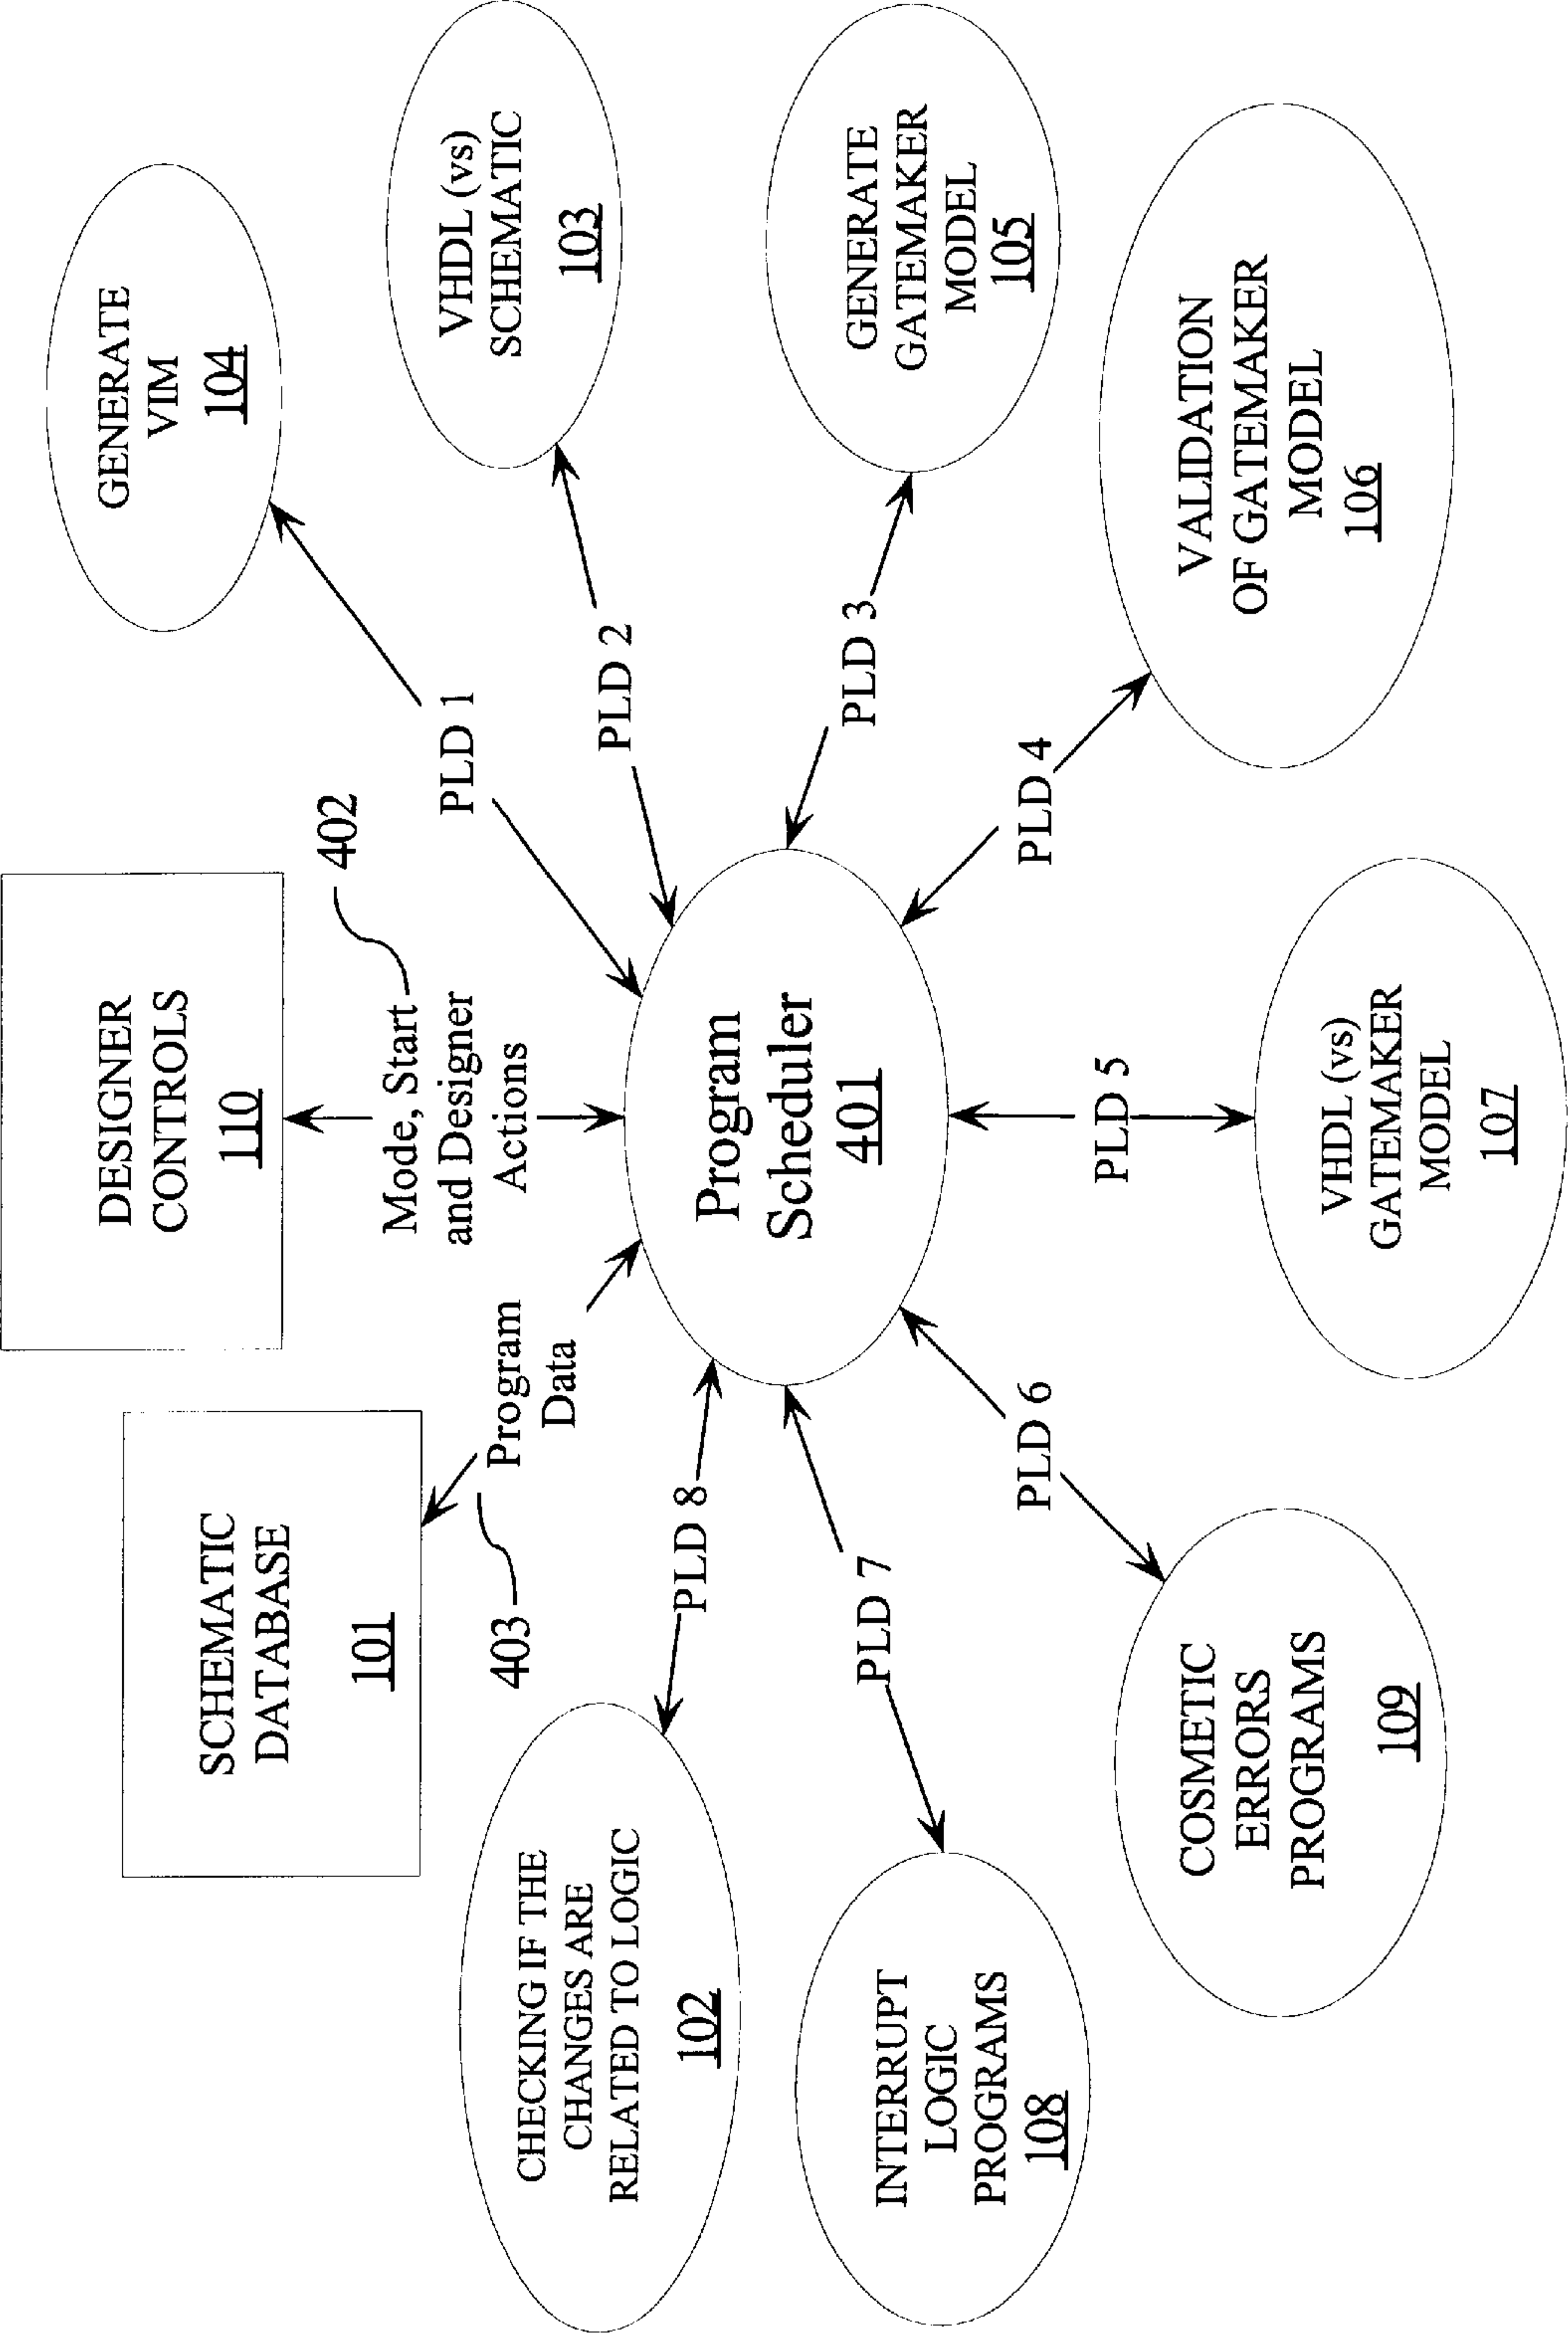 DESIGNER
CONTROLS
110
SCHEMATIC
DATABASE
101
402
Mode, Start
and Designer
Actions
403
Program
Data
GENERATE
VIM
104
PLD 1
VHDL (vs)
SCHEMATIC
103
PLD 2
GENERATE
GATEMAKER
MODEL
105
PLD 3
VALIDATION
OF GATEMAKER
MODEL
106
PLD 4
Program
Scheduler
401
PLD 5
VHDL (vs)
GATEMAKER
MODEL
107
PLD 6
COSMETIC
ERRORS
PROGRAMS
109
PLD 7
INTERRUPT
LOGIC
PROGRAMS
108
PLD 8
CHECKING IF THE
CHANGES ARE
RELATED TO LOGIC
102